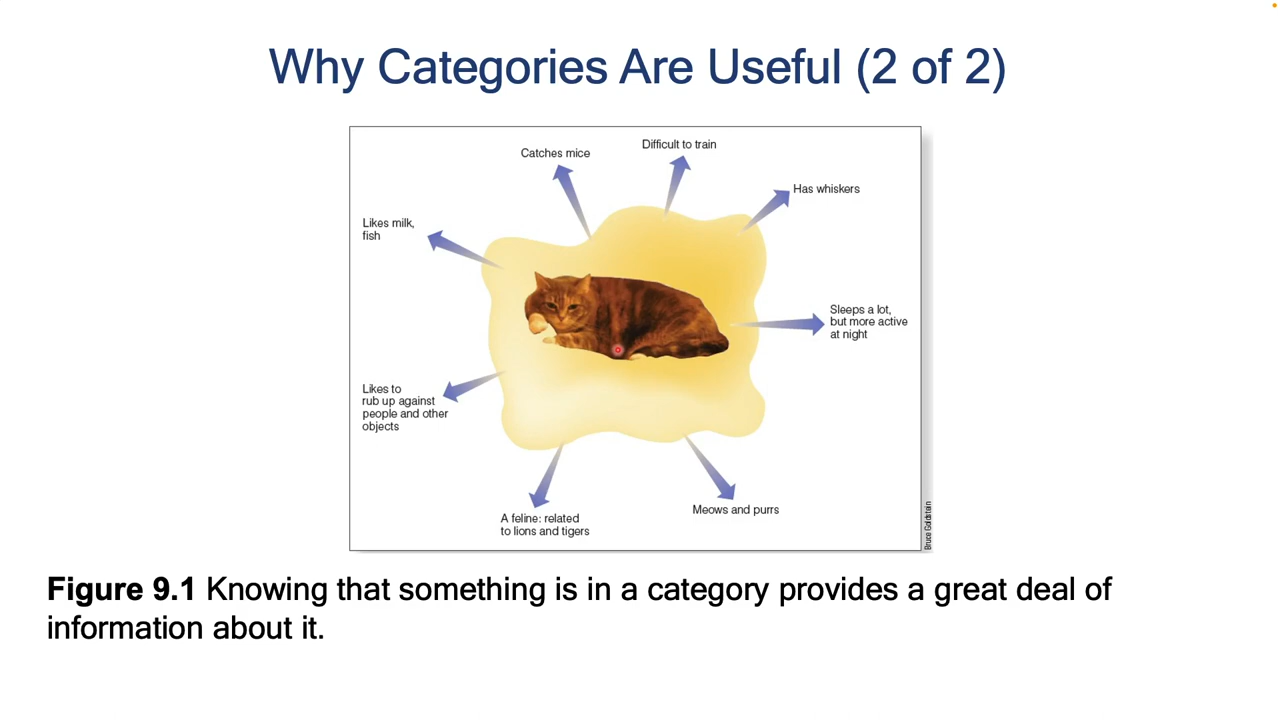 Why Categories Are Useful (2 of 2)
Catches mice
Difficult to train
Has whiskers
Likes milk,
fish
Sleeps a lot,
but more active
at night
Likes to
rub up against
people and other
objects
A feline: related
to lions and tigers
Meows and purrs
Bruce Goldstein
Figure 9.1 Knowing that something is in a category provides a great deal of
information about it.